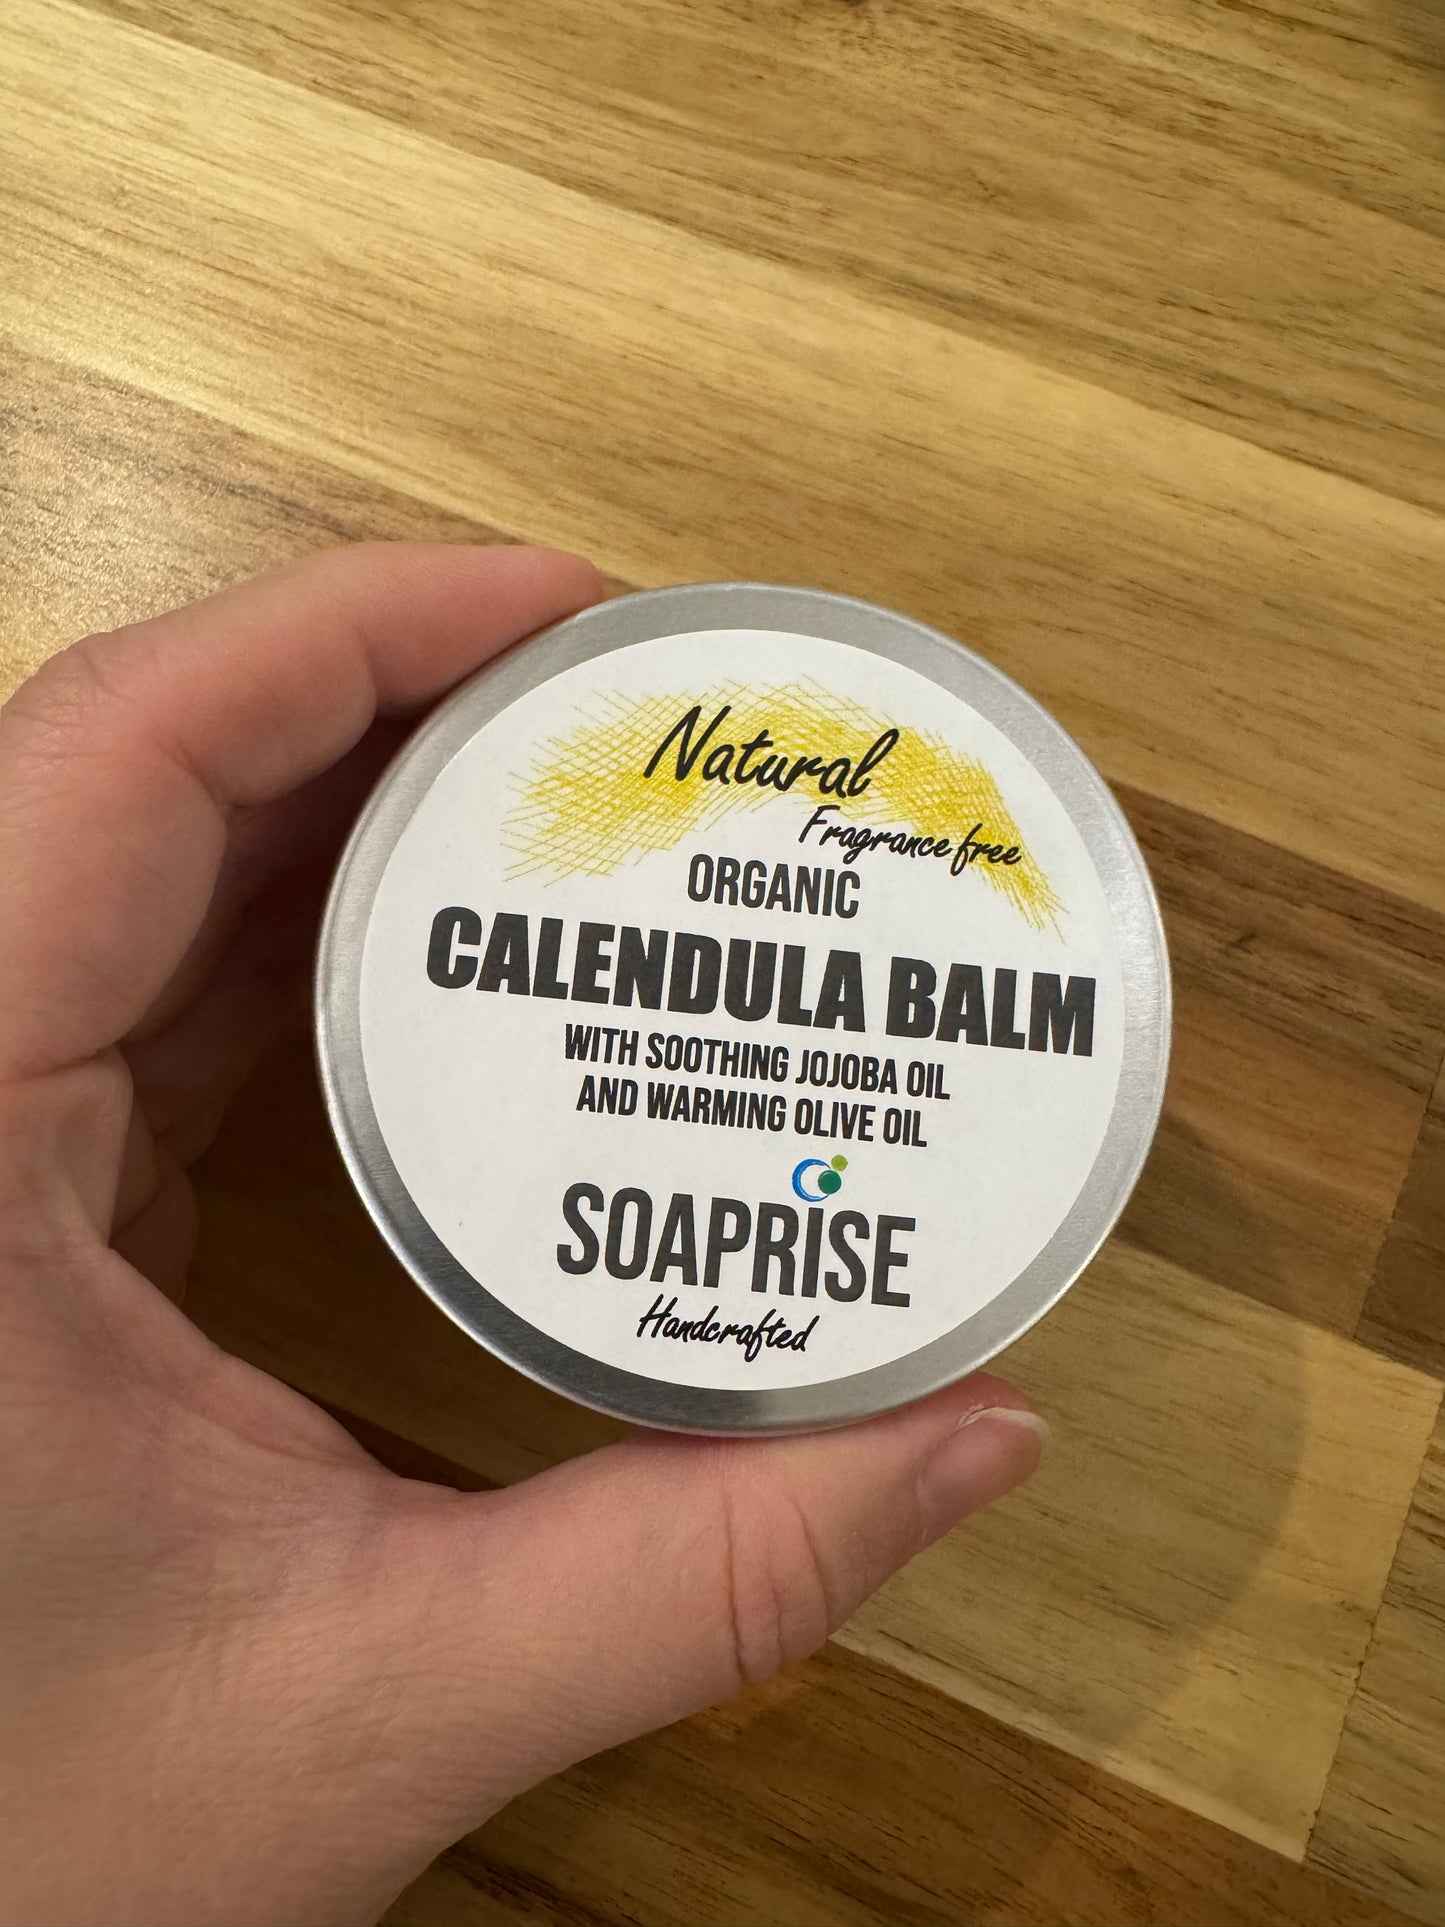 Natural
Fragrance free
ORGANIC
CALENDULA BALM
WITH SOOTHING JOJOBA OIL
AND WARMING OLIVE OIL
SOAPRISE
Handcrafted